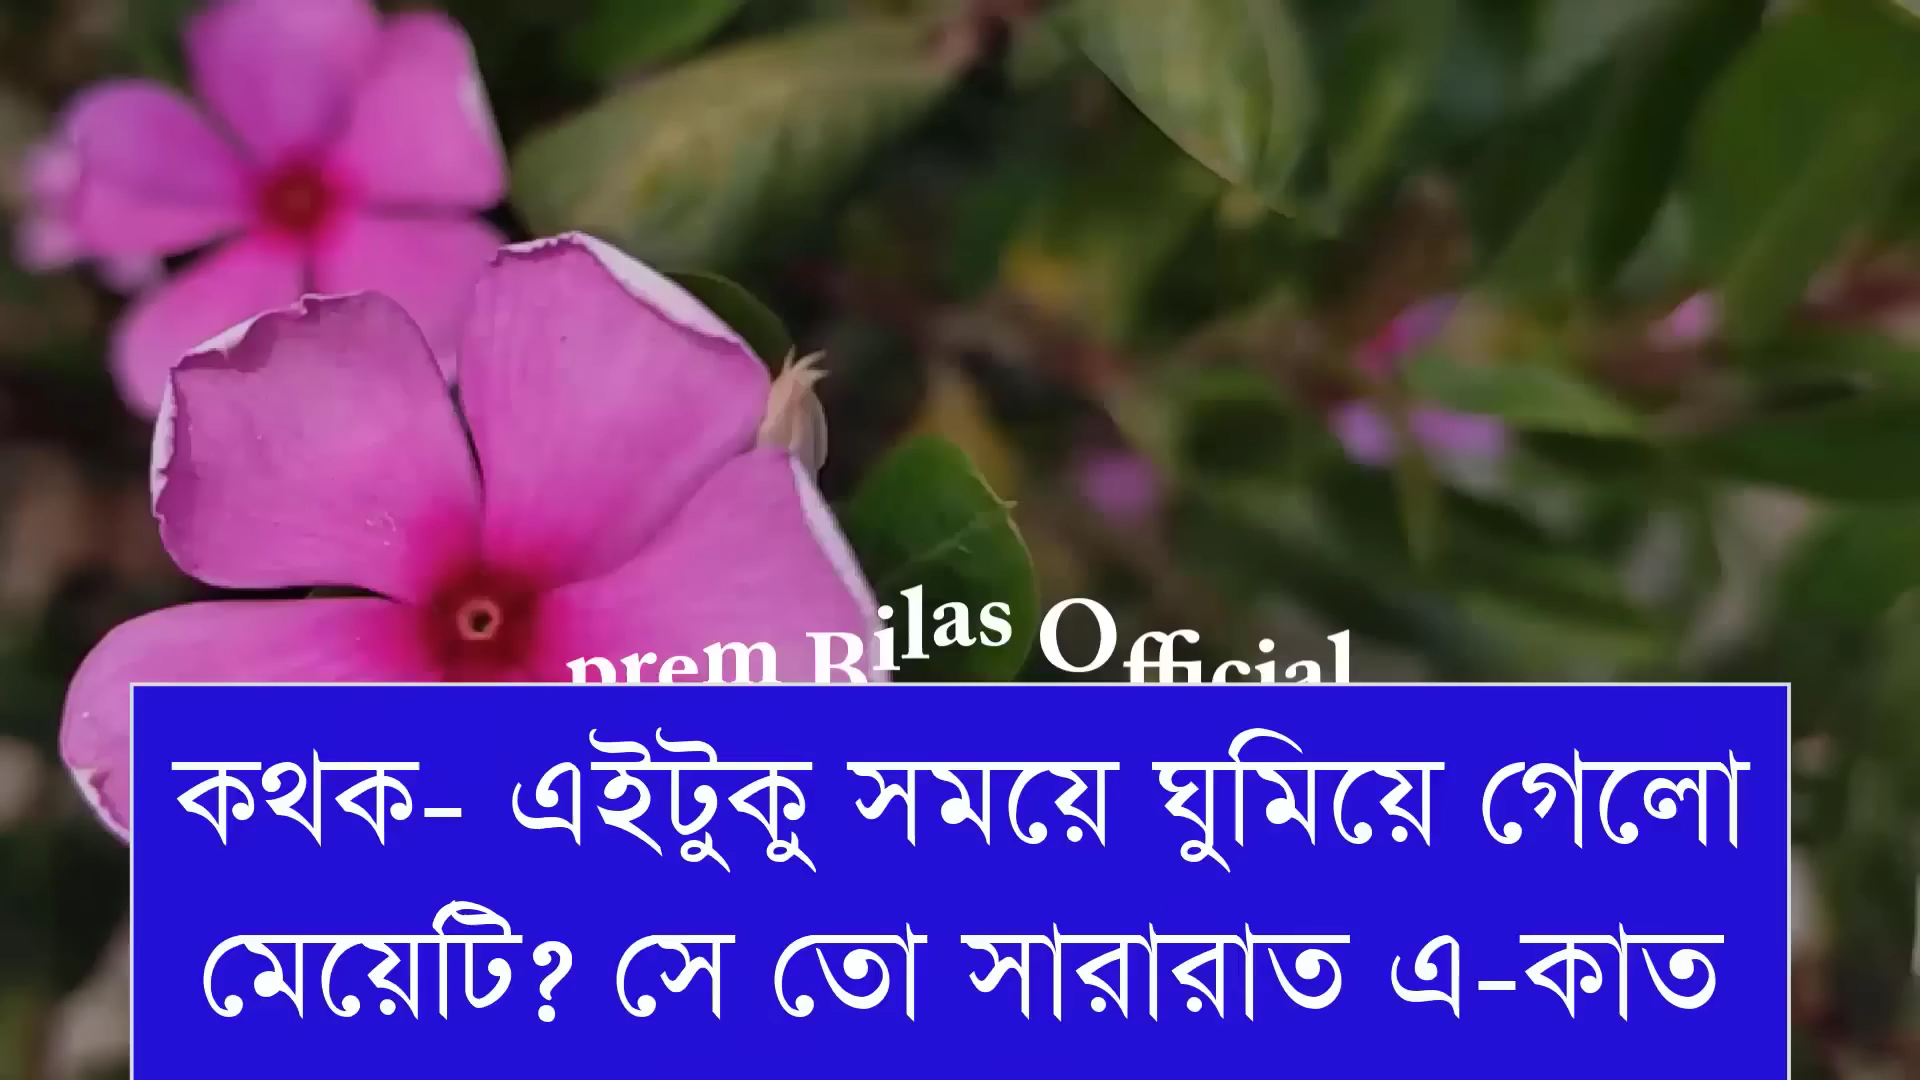 prem Bilas Official
কথক- এইটুকু সময়ে ঘুমিয়ে গেলো
মেয়েটি? সে তো সারারাত এ-কাত